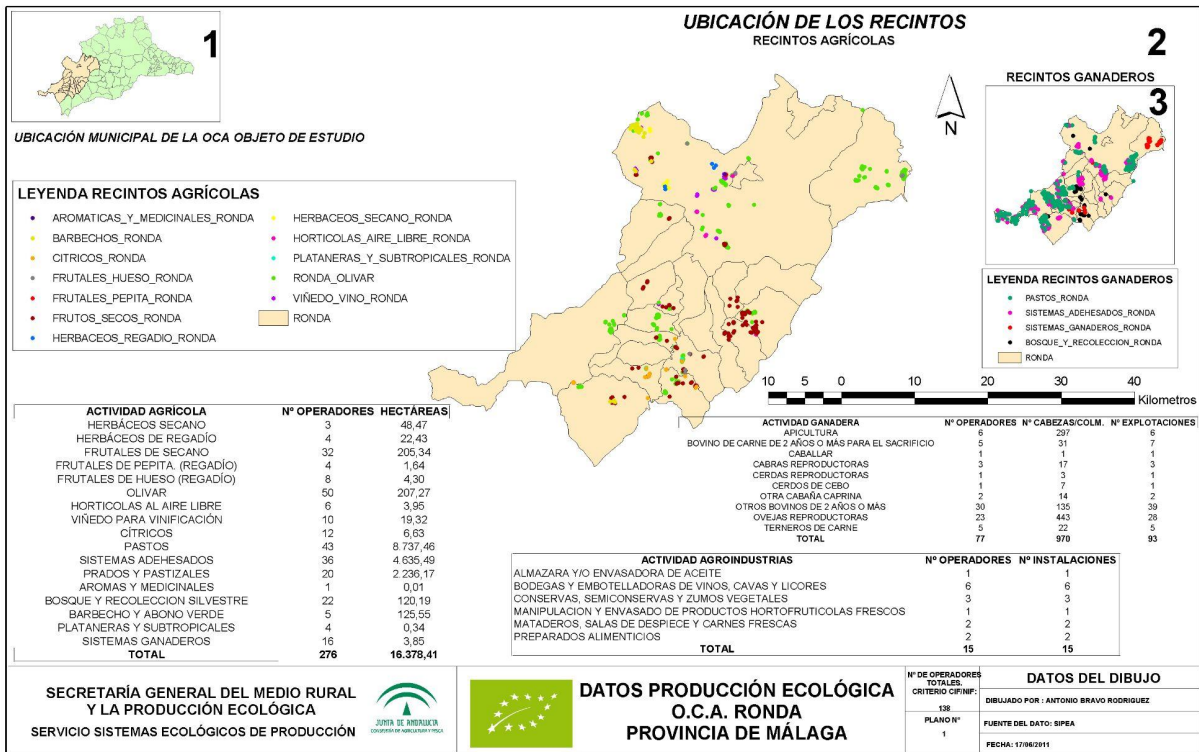 1
UBICACIÓN MUNICIPAL DE LA OCA OBJETO DE ESTUDIO
UBICACIÓN DE LOS RECINTOS
RECINTOS AGRÍCOLAS
2
N
RECINTOS GANADEROS
3
LEYENDA RECINTOS AGRÍCOLAS
AROMATICAS_Y_MEDICINALES_RONDA
BARBECHOS_RONDA
CITRICOS_RONDA
FRUTALES_HUESO_RONDA
FRUTALES_PEPITA_RONDA
FRUTOS_SECOS_RONDA
HERBACEOS_REGADIO_RONDA
HERBACEOS_SECANO_RONDA
HORTICOLAS_AIRE_LIBRE_RONDA
PLATANERAS_Y_SUBTROPICALES_RONDA
RONDA_OLIVAR
VIÑEDO_VINO_RONDA
RONDA
LEYENDA RECINTOS GANADEROS
PASTOS_RONDA
SISTEMAS_ADEHESADOS_RONDA
SISTEMAS_GANADEROS_RONDA
BOSQUE_Y_RECOLECCION_RONDA
RONDA
10 5 0 10 20 30 40
Kilometros
ACTIVIDAD AGRÍCOLA Nº OPERADORES HECTÁREAS
HERBÁCEOS SECANO 3 48,47
HERBÁCEOS DE REGADÍO 4 22,43
FRUTALES DE SECANO 32 205,34
FRUTALES DE PEPITA. (REGADÍO) 4 1,64
FRUTALES DE HUESO (REGADÍO) 8 4,30
OLIVAR 50 207,27
HORTICOLAS AL AIRE LIBRE 6 3,95
VIÑEDO PARA VINIFICACIÓN 10 19,32
CÍTRICOS 12 6,63
PASTOS 43 8.737,46
SISTEMAS ADEHESADOS 36 4.635,49
PRADOS Y PASTIZALES 20 2.236,17
AROMAS Y MEDICINALES 1 0,01
BOSQUE Y RECOLECCION SILVESTRE 22 120,19
BARBECHO Y ABONO VERDE 5 125,55
PLATANERAS Y SUBTROPICALES 4 0,34
SISTEMAS GANADEROS 16 3,85
TOTAL 276 16.378,41
ACTIVIDAD GANADERA Nº OPERADORES Nº CABEZAS/COLM. Nº EXPLOTACIONES
APICULTURA 6 297 6
BOVINO DE CARNE DE 2 AÑOS O MÁS PARA EL SACRIFICIO 5 31 7
CABALLAR 1 1 1
CABRAS REPRODUCTORAS 3 17 3
CERDAS REPRODUCTORAS 1 3 1
CERDOS DE CEBO 1 7 1
OTRA CABAÑA CAPRINA 2 14 2
OTROS BOVINOS DE 2 AÑOS O MÁS 30 135 39
OVEJAS REPRODUCTORAS 23 443 28
TERNEROS DE CARNE 5 22 5
TOTAL 77 970 93
ACTIVIDAD AGROINDUSTRIAS Nº OPERADORES Nº INSTALACIONES
ALMAZARA Y/O ENVASADORA DE ACEITE 1 1
BODEGAS Y EMBOTELLADORAS DE VINOS, CAVAS Y LICORES 6 6
CONSERVAS, SEMICONSERVAS Y ZUMOS VEGETALES 3 3
MANIPULACION Y ENVASADO DE PRODUCTOS HORTOFRUTICOLAS FRESCOS 1 1
MATADEROS, SALAS DE DESPIECE Y CARNES FRESCAS 2 2
PREPARADOS ALIMENTICIOS 2 2
TOTAL 15 15
SECRETARÍA GENERAL DEL MEDIO RURAL
Y LA PRODUCCIÓN ECOLÓGICA
SERVICIO SISTEMAS ECOLÓGICOS DE PRODUCCIÓN
JUNTA DE ANDALUCIA
CONSEJERÍA DE AGRICULTURA Y PESCA
DATOS PRODUCCIÓN ECOLÓGICA
O.C.A. RONDA
PROVINCIA DE MÁLAGA
Nº DE OPERADORES
TOTALES.
CRITERIO CIF/NIF:
138
PLANO Nº
1
DATOS DEL DIBUJO
DIBUJADO POR : ANTONIO BRAVO RODRIGUEZ
FUENTE DEL DATO: SIPEA
FECHA: 17/06/2011